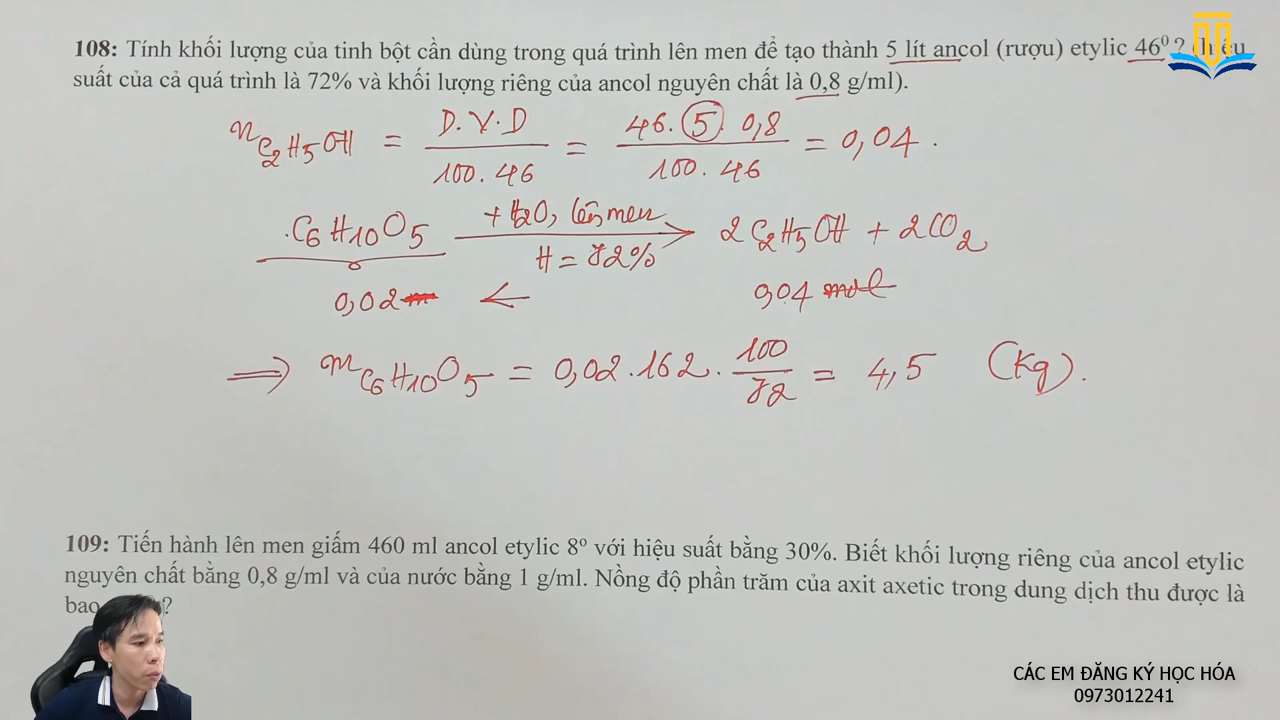 108: Tính khối lượng của tinh bột cần dùng trong quá trình lên men để tạo thành 5 lít ancol (rượu) etylic 46⁰ ?
suất của cả quá trình là 72% và khối lượng riêng của ancol nguyên chất là 0,8 g/ml).
nC2H5OH = D.V.D / 100.46 = 46.5.0,8 / 100.46 = 0,04.
C6H10O5 +H2O, lên men H = 72% → 2C2H5OH + 2CO2
0,02 ← 0,04 mol
⇒ mC6H10O5 = 0,02.162.100/72 = 4,5 (Kg).
109: Tiến hành lên men giấm 460 ml ancol etylic 8º với hiệu suất bằng 30%. Biết khối lượng riêng của ancol etylic
nguyên chất bằng 0,8 g/ml và của nước bằng 1 g/ml. Nồng độ phần trăm của axit axetic trong dung dịch thu được là
bao ?
CÁC EM ĐĂNG KÝ HỌC HÓA
0973012241